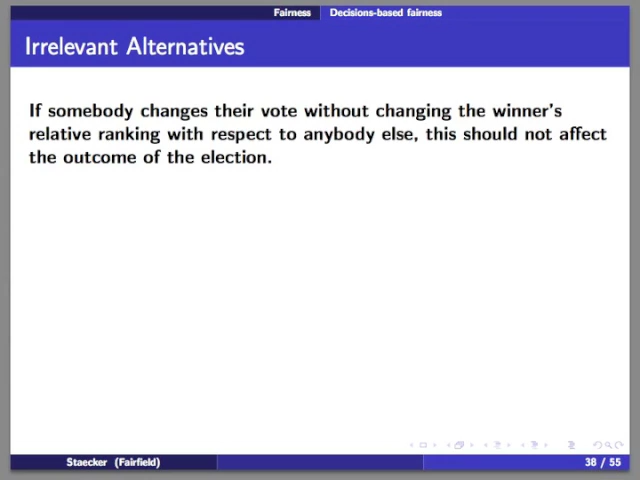 Fairness Decisions-based fairness
Irrelevant Alternatives
If somebody changes their vote without changing the winner's
relative ranking with respect to anybody else, this should not affect
the outcome of the election.
Staecker (Fairfield) 38 / 55